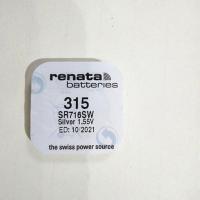 renata
batteries
315
SR716SW
Silver 1.55V
ED: 10 2021
the swiss power source